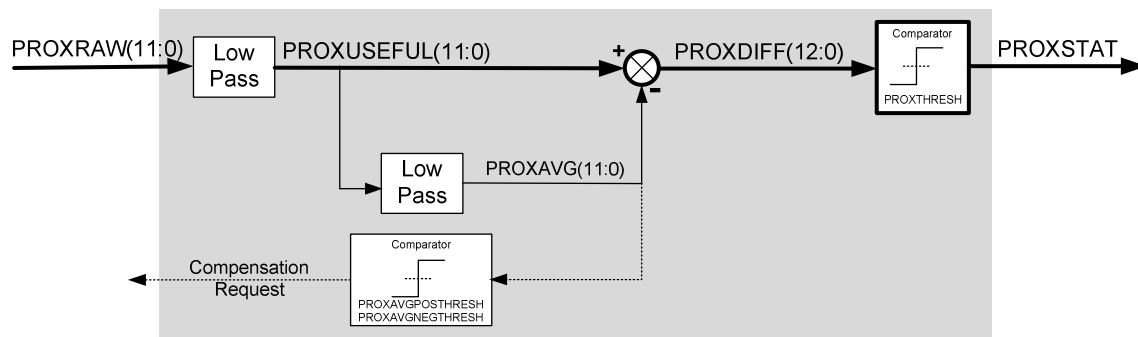 PROXRAW(11:0)
Low
Pass
PROXUSEFUL(11:0)
+
-
PROXDIFF(12:0)
Comparator
PROXTHRESH
PROXSTAT
Low
Pass
PROXAVG(11:0)
Comparator
PROXAVGPOSTHRESH
PROXAVGNEGTHRESH
Compensation
Request